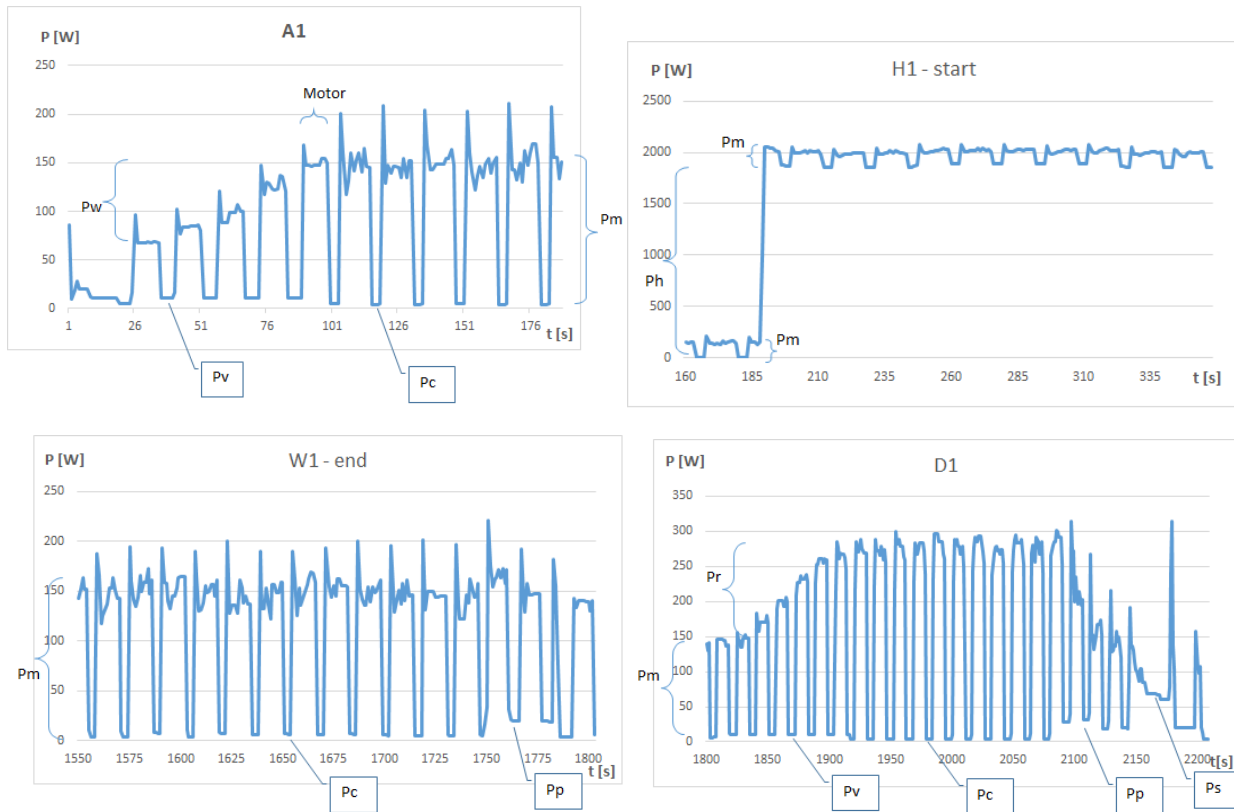 A1
P [W]
250
200
150
100
50
0
Motor
Pw
Pm
1 26 51 76 101 126 151 176
t [s]
Pv
Pc
H1 - start
P [W]
2500
2000
1500
1000
500
0
Pm
Ph
Pm
160 185 210 235 260 285 310 335
t [s]
W1 - end
P [W]
250
200
150
100
50
0
Pm
1550 1575 1600 1625 1650 1675 1700 1725 1750 1775 1800
t [s]
Pc
Pp
D1
P [W]
350
300
250
200
150
100
50
0
Pr
Pm
1800 1850 1900 1950 2000 2050 2100 2150 2200
t[s]
Pv
Pc
Pp
Ps